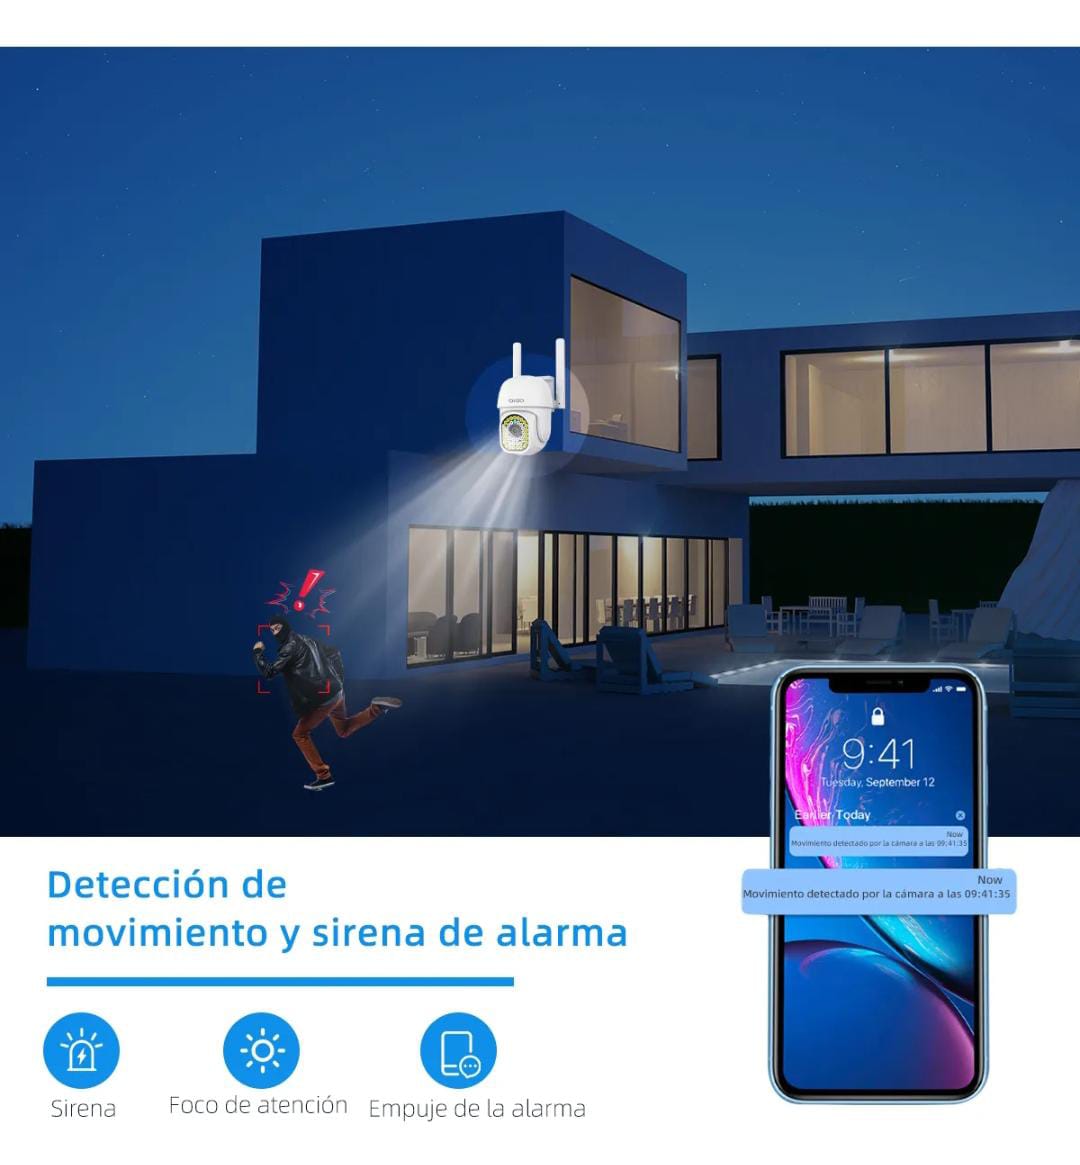 9:41
Tuesday, September 12
Earlier Today
Now
Movimiento detectado por la cámara a las 09:41:35
Now
Movimiento detectado por la cámara a las 09:41:35
Detección de
movimiento y sirena de alarma
Sirena
Foco de atención
Empuje de la alarma